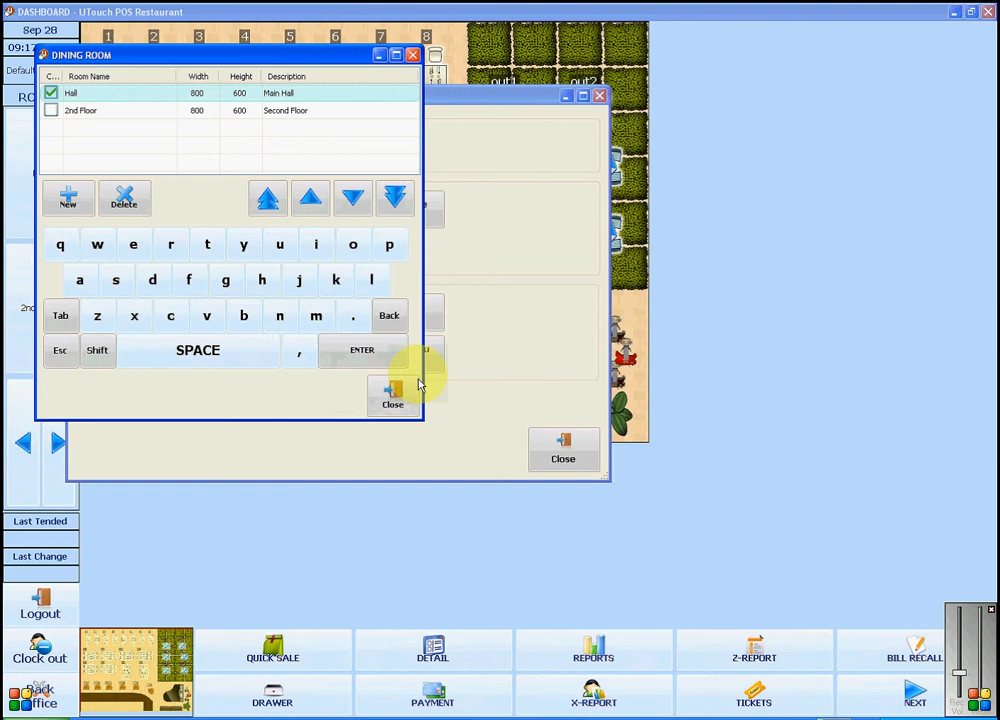 DASHBOARD - UTouch POS Restaurant
Sep 28
09:17
Default
1 2 3 4 5 6 7 8
out1 out2
DINING ROOM
C... Room Name Width Height Description
Hall 800 600 Main Hall
2nd Floor 800 600 Second Floor
New
Delete
q w e r t y u i o p
a s d f g h j k l
Tab z x c v b n m . Back
Esc Shift SPACE , ENTER
Close
Close
Last Tended
Last Change
Logout
Clock out
Back Office
QUICK SALE
DETAIL
REPORTS
Z-REPORT
BILL RECALL
DRAWER
PAYMENT
X-REPORT
TICKETS
NEXT